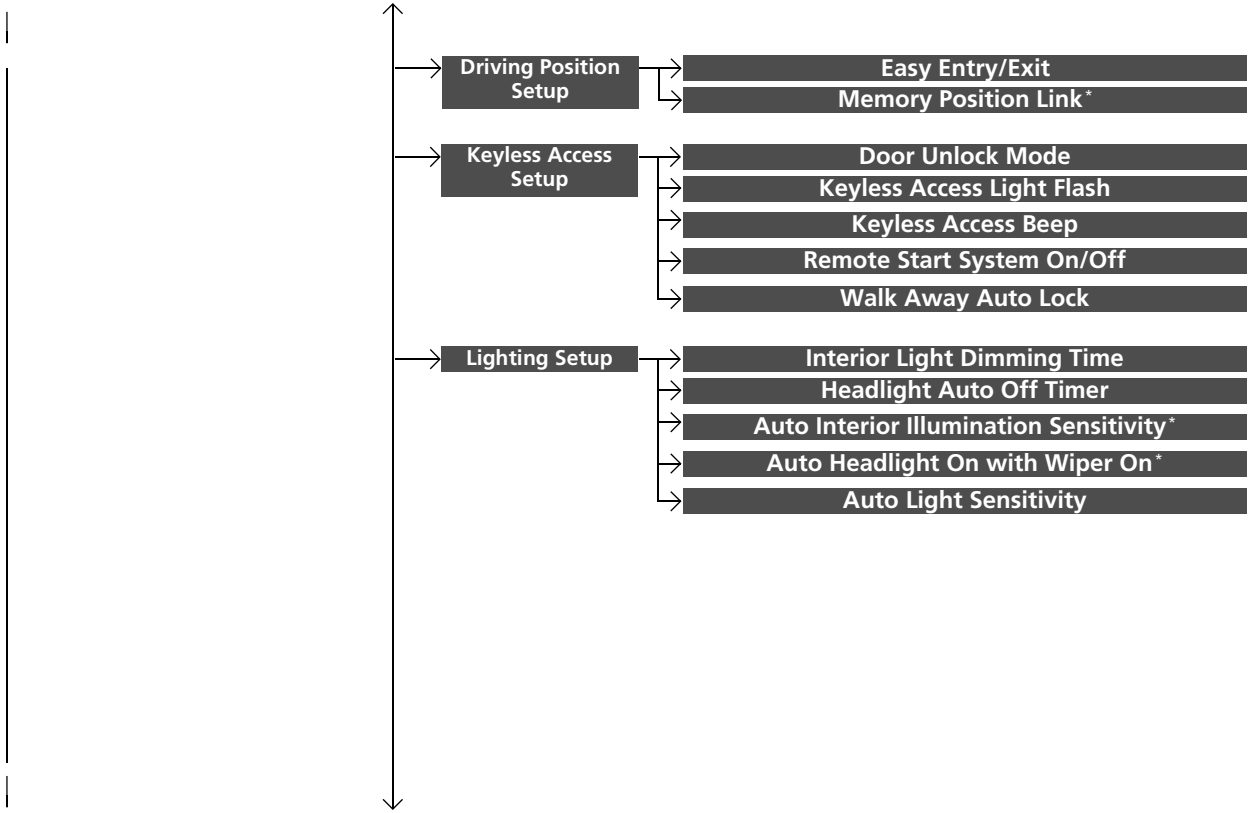 Driving Position
Setup
Easy Entry/Exit
Memory Position Link*
Keyless Access
Setup
Door Unlock Mode
Keyless Access Light Flash
Keyless Access Beep
Remote Start System On/Off
Walk Away Auto Lock
Lighting Setup
Interior Light Dimming Time
Headlight Auto Off Timer
Auto Interior Illumination Sensitivity*
Auto Headlight On with Wiper On*
Auto Light Sensitivity